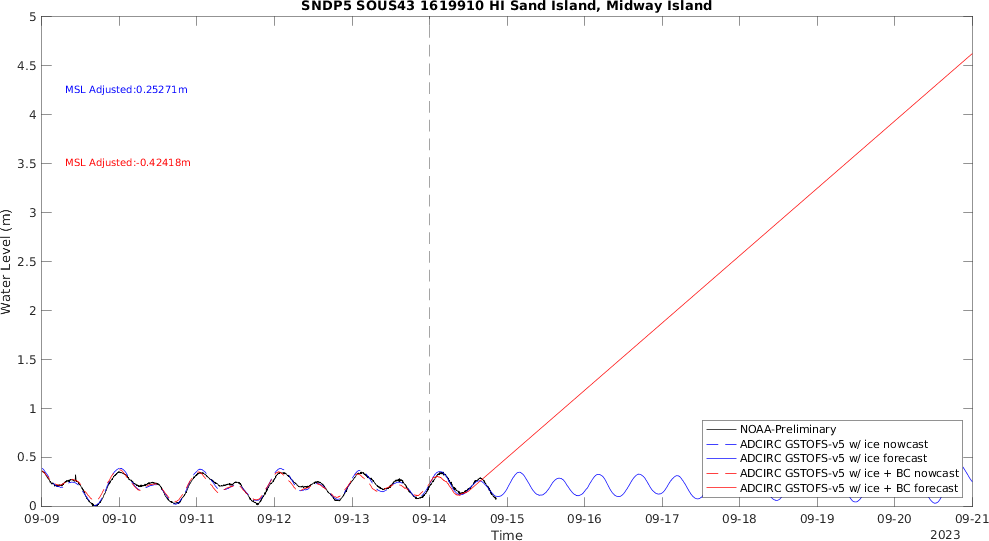 SNDP5 SOUS43 1619910 HI Sand Island, Midway Island
5
4.5
4
3.5
3
2.5
2
1.5
1
0.5
0
Water Level (m)
MSL Adjusted:0.25271m
MSL Adjusted:-0.42418m
NOAA-Preliminary
ADCIRC GSTOFS-v5 w/ ice nowcast
ADCIRC GSTOFS-v5 w/ ice forecast
ADCIRC GSTOFS-v5 w/ ice + BC nowcast
ADCIRC GSTOFS-v5 w/ ice + BC forecast
09-09 09-10 09-11 09-12 09-13 09-14 09-15 09-16 09-17 09-18 09-19 09-20 09-21
Time
2023